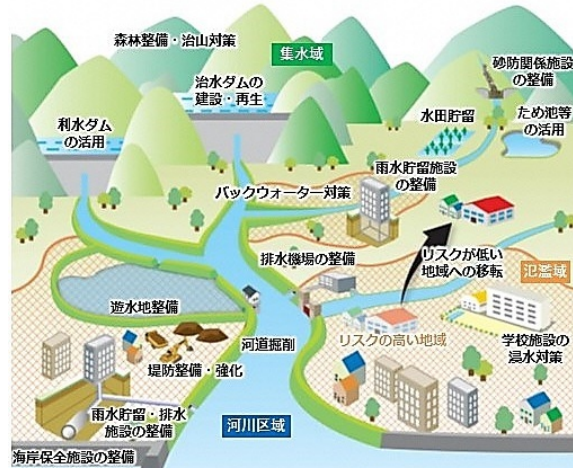 森林整備・治山対策
集水域
砂防関係施設
の整備
治水ダムの
建設・再生
利水ダム
の活用
水田貯留
ため池等
の活用
雨水貯留施設
の整備
バックウォーター対策
排水機場の整備
リスクが低い
地域への移転
氾濫域
遊水地整備
河道掘削
リスクの高い地域
学校施設の
浸水対策
堤防整備・強化
雨水貯留・排水
施設の整備
河川区域
海岸保全施設の整備